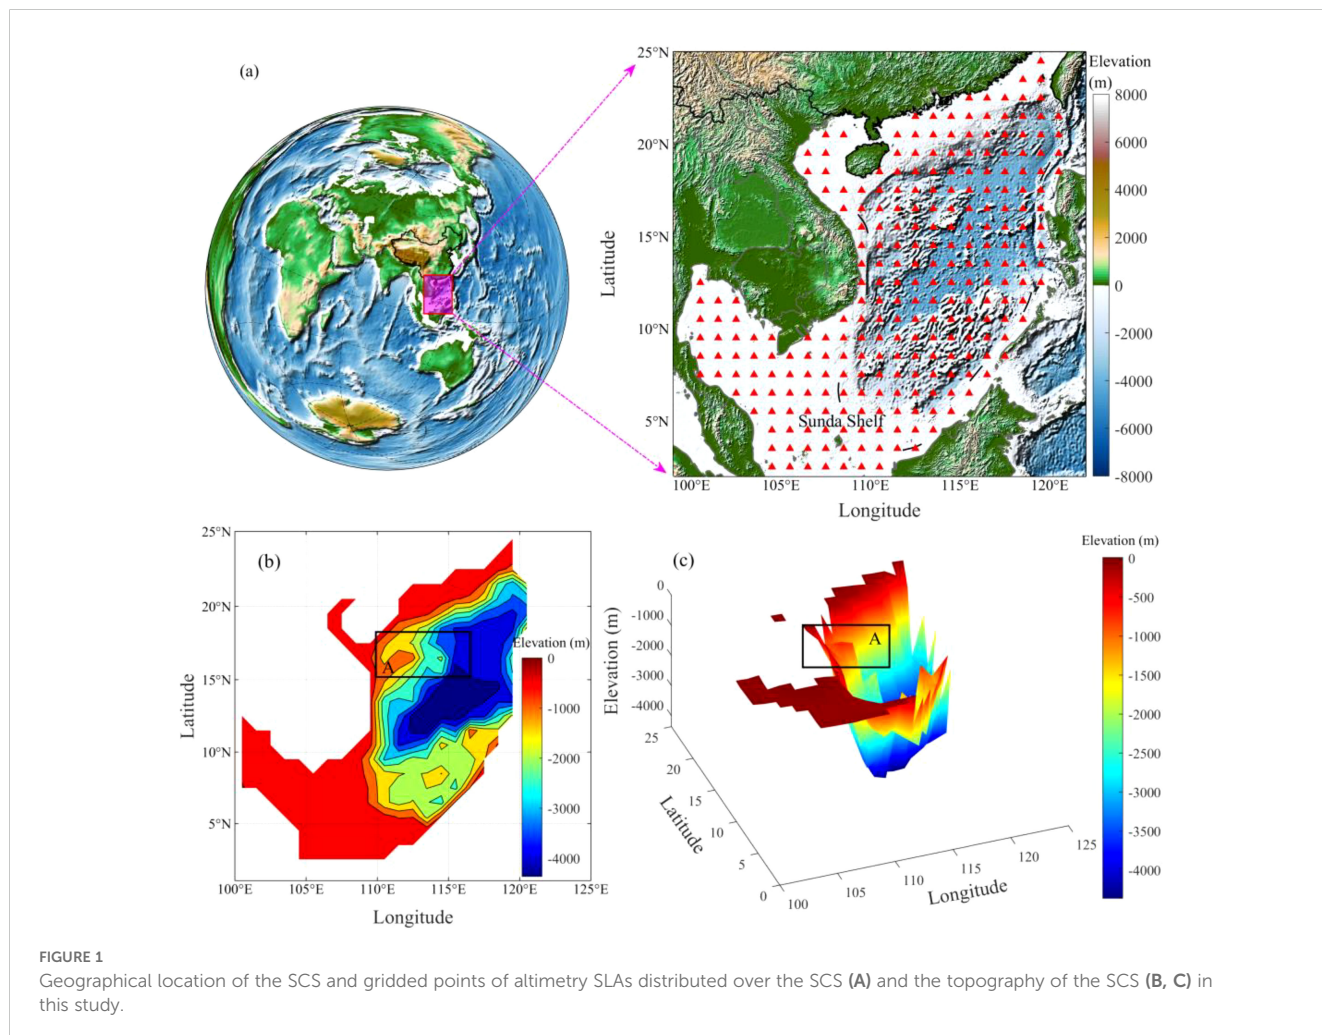 (a)
25°N
20°N
15°N
10°N
5°N
Latitude
100°E 105°E 110°E 115°E 120°E
Longitude
Sunda Shelf
Elevation
(m)
8000
6000
4000
2000
0
-2000
-4000
-6000
-8000
(b)
25°N
20°N
15°N
10°N
5°N
Latitude
100°E 105°E 110°E 115°E 120°E 125°E
Longitude
A
Elevation (m)
0
-1000
-2000
-3000
-4000
(c)
0
-1000
-2000
-3000
-4000
Elevation (m)
25
20
15
10
5
0
Latitude
100
105
110
115
120
125
Longitude
A
Elevation (m)
0
-500
-1000
-1500
-2000
-2500
-3000
-3500
-4000
FIGURE 1
Geographical location of the SCS and gridded points of altimetry SLAs distributed over the SCS (A) and the topography of the SCS (B, C) in
this study.